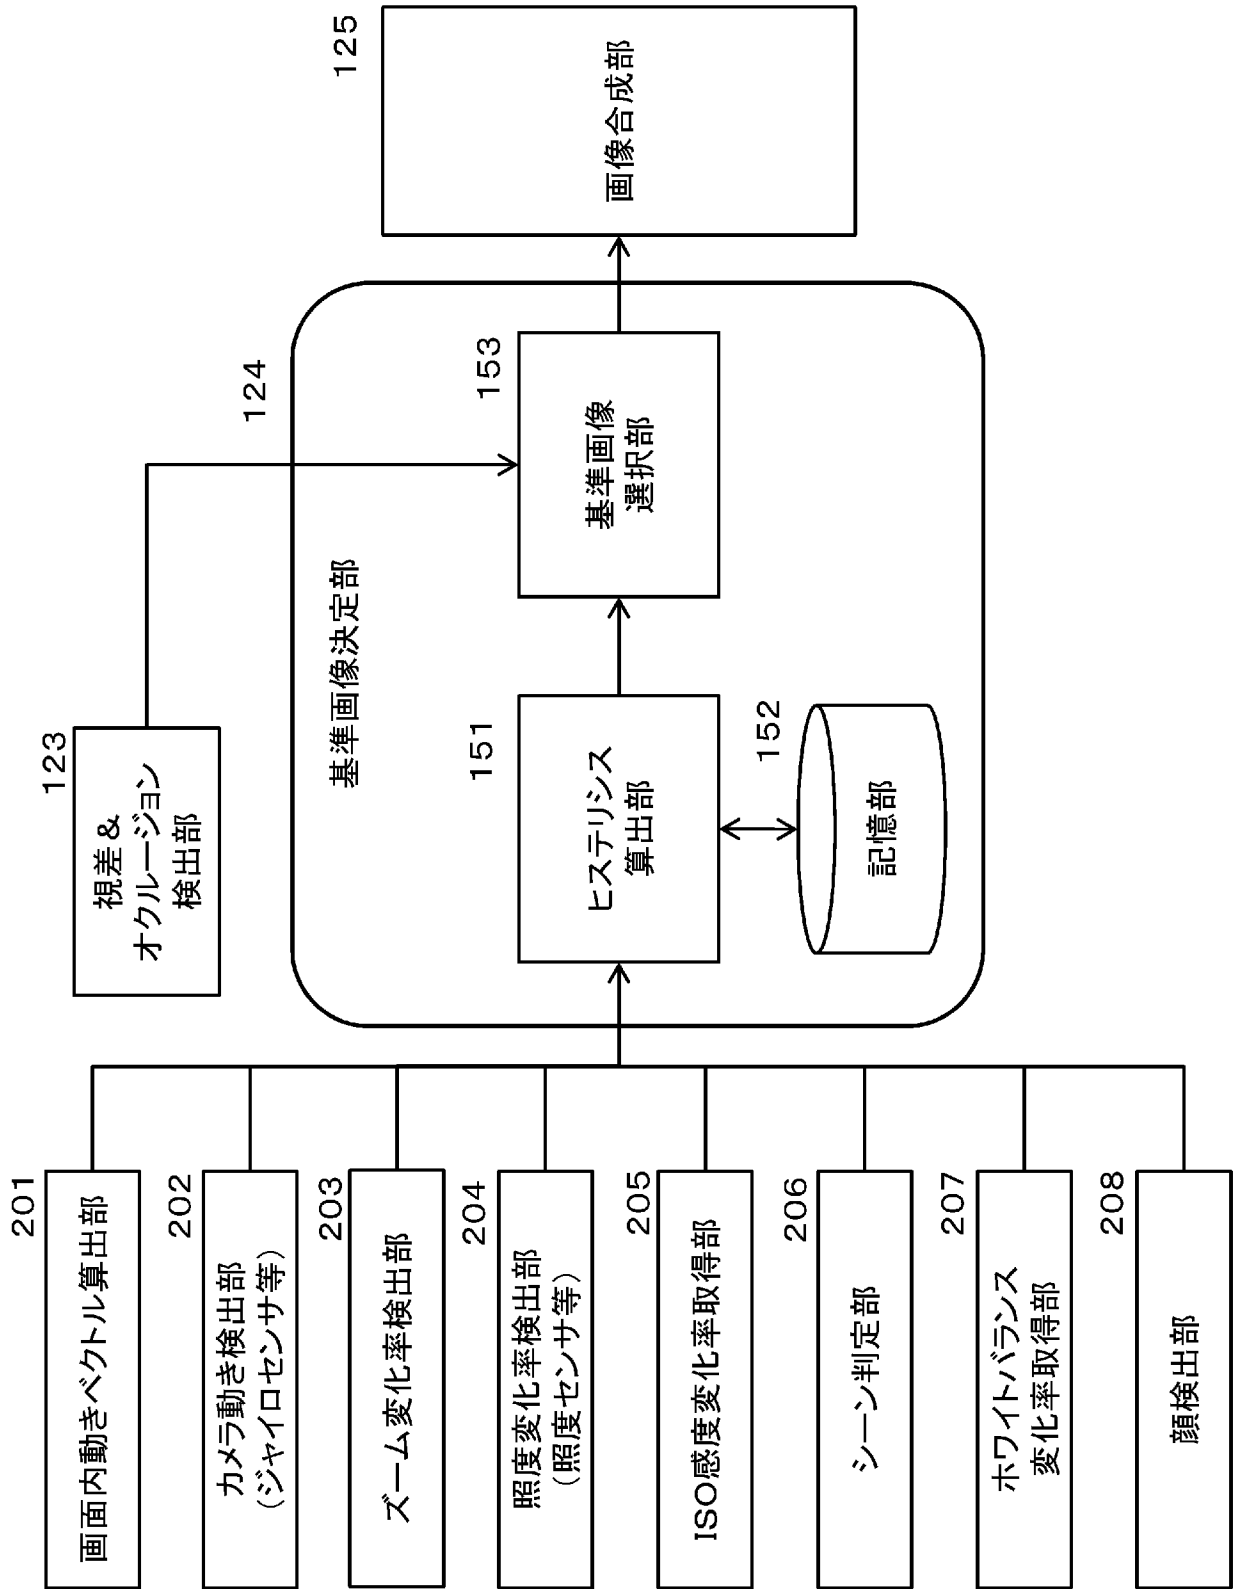 201
画面内動きベクトル算出部
202
カメラ動き検出部
(ジャイロセンサ等)
203
ズーム変化率検出部
204
照度変化率検出部
(照度センサ等)
205
ISO感度変化率取得部
206
シーン判定部
207
ホワイトバランス
変化率取得部
208
顔検出部
123
視差＆
オクルージョン
検出部
124
基準画像決定部
151
ヒステリシス
算出部
152
記憶部
153
基準画像
選択部
125
画像合成部